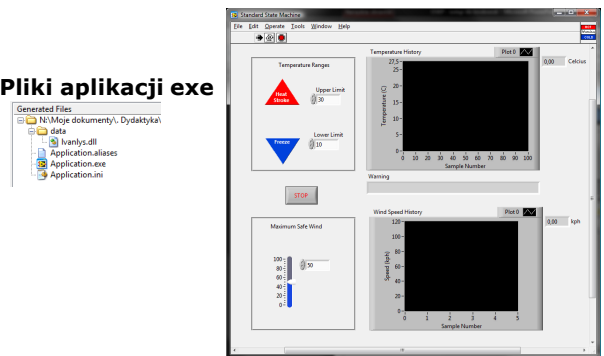 Pliki aplikacji exe
Generated Files
N:\Moje dokumenty\. Dydaktyka\
data
lvanlys.dll
Application.aliases
Application.exe
Application.ini
Standard State Machine
File Edit Operate Tools Window Help
Temperature Ranges
Heat Stroke
Upper Limit
30
Freeze
Lower Limit
10
STOP
Maximum Safe Wind
100
80
60
40
20
0
50
Temperature History
Plot 0
0,00 Celcius
27,5
25
20
15
10
5
0
Temperature (C)
0 10 20 30 40 50 60 70 80 90 100
Sample Number
Warning
Wind Speed History
Plot 0
0,00 kph
120
100
80
60
40
20
0
Speed (kph)
0 1 2 3 4 5
Sample Number